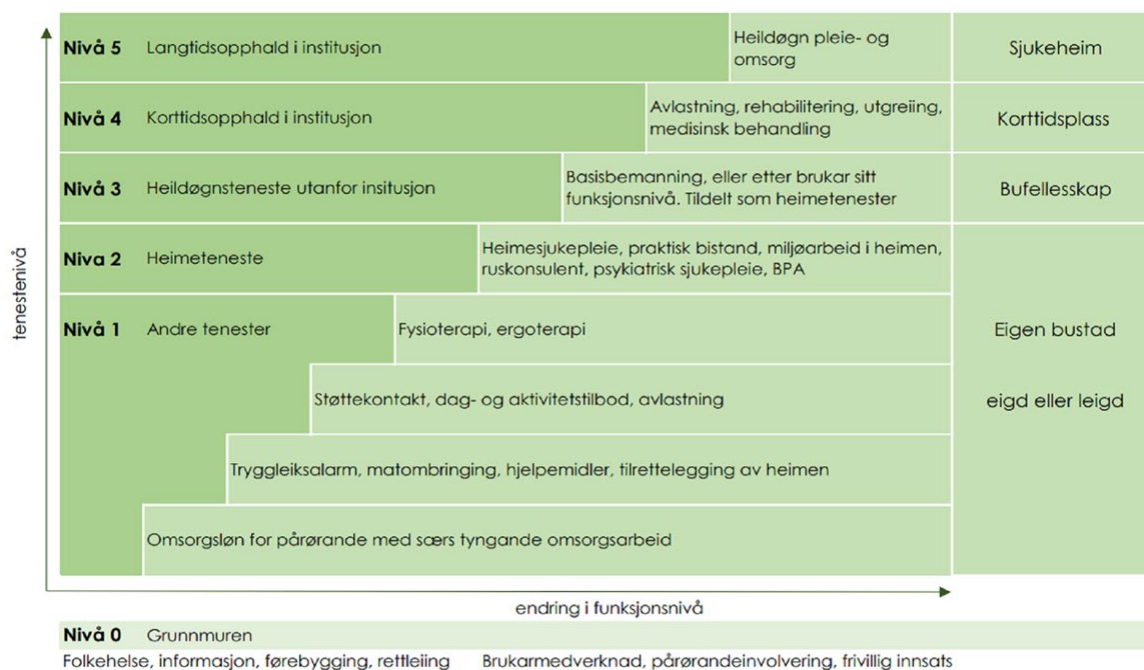 Nivå 5 Langtidsopphald i institusjon
Heildøgn pleie- og
omsorg
Sjukeheim
Nivå 4 Korttidsopphald i institusjon
Avlastning, rehabilitering, utgreiing,
medisinsk behandling
Korttidsplass
Nivå 3 Heildøgnsteneste utanfor insitusjon
Basisbemanning, eller etter brukar sitt
funksjonsnivå. Tildelt som heimetenester
Bufellesskap
Niva 2 Heimeteneste
Heimesjukepleie, praktisk bistand, miljøarbeid i heimen,
ruskonsulent, psykiatrisk sjukepleie, BPA
Nivå 1 Andre tenester
Fysioterapi, ergoterapi
Eigen bustad
Støttekontakt, dag- og aktivitetstilbod, avlastning
eigd eller leigd
Tryggleiksalarm, matombringing, hjelpemidler, tilrettelegging av heimen
Omsorgsløn for pårørande med særs tyngande omsorgsarbeid
tenestenivå
endring i funksjonsnivå
Nivå 0 Grunnmuren
Folkehelse, informasjon, førebygging, rettleiing
Brukarmedverknad, pårørandeinvolvering, frivillig innsats